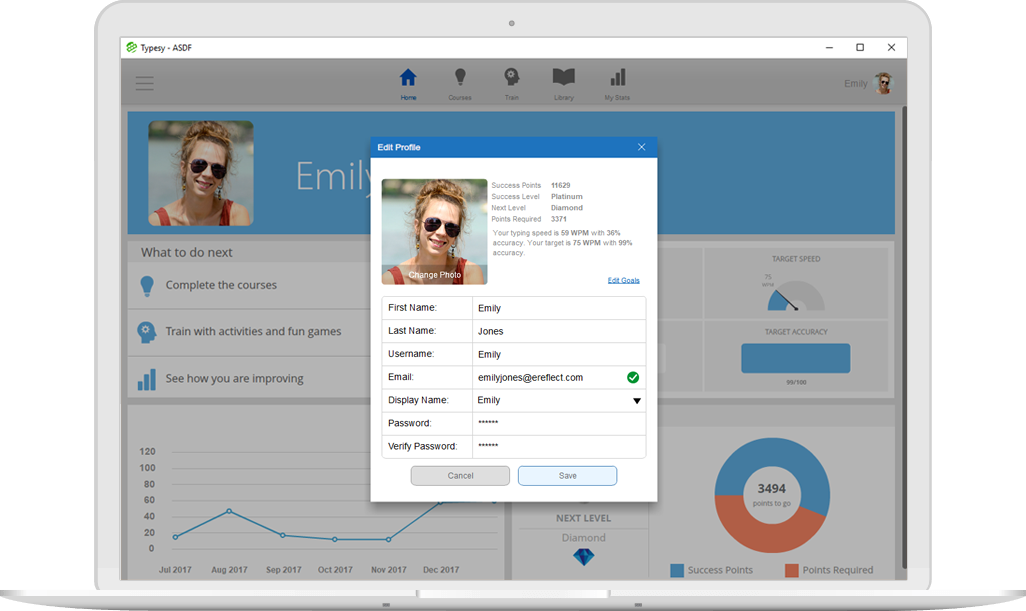 Typesy - ASDF
Home
Courses
Train
Library
My Stats
Emily
Emily
Edit Profile
Change Photo
Success Points 11629
Success Level Platinum
Next Level Diamond
Points Required 3371
Your typing speed is 59 WPM with 36%
accuracy. Your target is 75 WPM with 99%
accuracy.
Edit Goals
First Name: Emily
Last Name: Jones
Username: Emily
Email: emilyjones@ereflect.com
Display Name: Emily
Password: ******
Verify Password: ******
Cancel
Save
What to do next
Complete the courses
Train with activities and fun games
See how you are improving
TARGET SPEED
75
WPM
TARGET ACCURACY
99/100
120
100
80
60
40
20
0
Jul 2017 Aug 2017 Sep 2017 Oct 2017 Nov 2017 Dec 2017
NEXT LEVEL
Diamond
3494
points to go
Success Points
Points Required